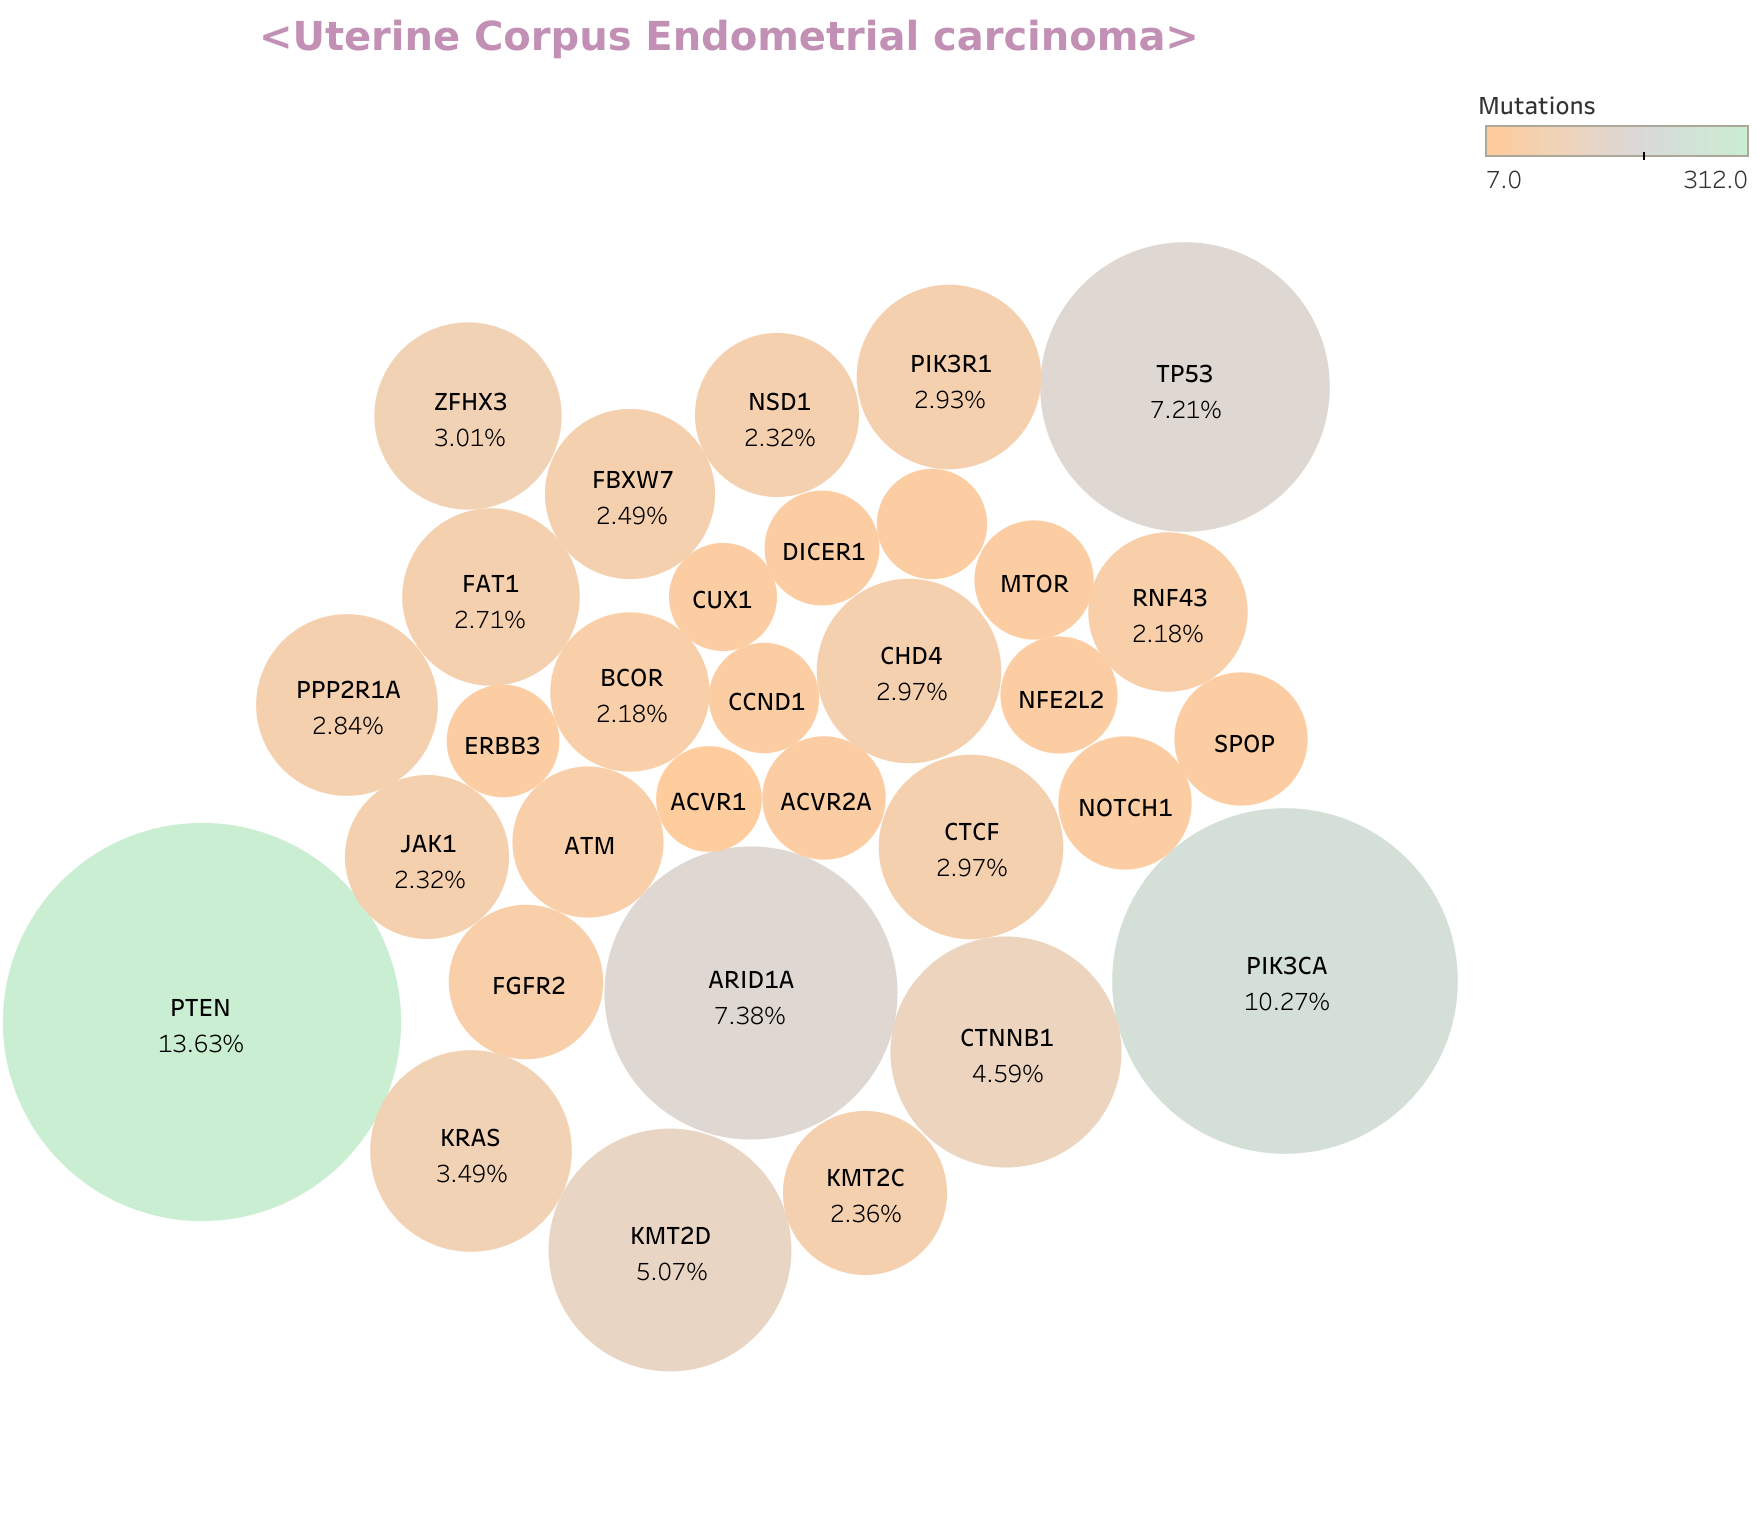 <Uterine Corpus Endometrial carcinoma>
Mutations
7.0 312.0
PIK3R1
2.93%
TP53
7.21%
ZFHX3
3.01%
NSD1
2.32%
FBXW7
2.49%
DICER1
FAT1
2.71%
CUX1
MTOR
RNF43
2.18%
CHD4
2.97%
BCOR
2.18%
PPP2R1A
2.84%
CCND1
NFE2L2
ERBB3
SPOP
ACVR1
ACVR2A
NOTCH1
CTCF
2.97%
JAK1
2.32%
ATM
PIK3CA
10.27%
ARID1A
7.38%
FGFR2
PTEN
13.63%
CTNNB1
4.59%
KRAS
3.49%
KMT2C
2.36%
KMT2D
5.07%